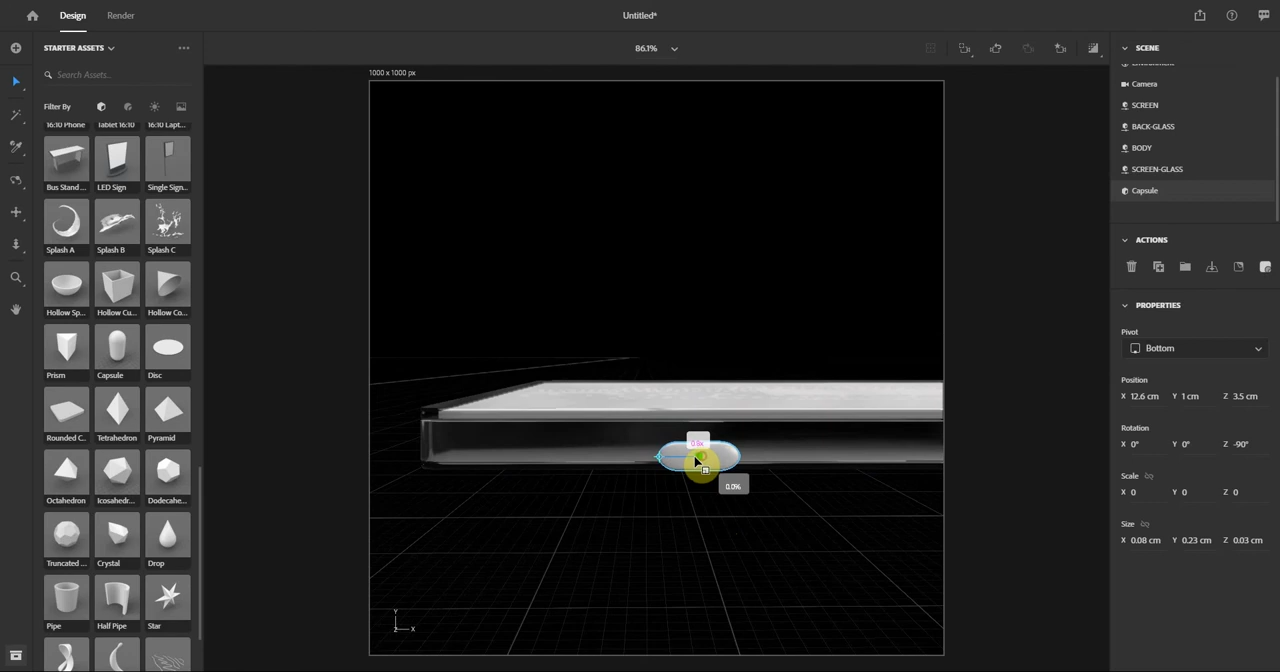 Design
Render
Untitled*
STARTER ASSETS
86.1%
SCENE
1000 x 1000 px
Search Assets...
Environment
Camera
Filter By
SCREEN
16:10 Phone
Tablet 16:10
16:10 Lapt...
BACK-GLASS
BODY
SCREEN-GLASS
Bus Stand ...
LED Sign
Single Sign...
Capsule
Splash A
Splash B
Splash C
ACTIONS
Hollow Sp...
Hollow Cu...
Hollow Co...
PROPERTIES
Pivot
Bottom
Prism
Capsule
Disc
Position
X 12.6 cm Y 1 cm Z 3.5 cm
Rounded C...
Tetrahedron
Pyramid
Rotation
X 0° Y 0° Z -90°
0.8x
Scale
0.0%
X 0 Y 0 Z 0
Octahedron
Icosahedr...
Dodecahe...
Size
X 0.08 cm Y 0.23 cm Z 0.03 cm
Truncated ...
Crystal
Drop
Pipe
Half Pipe
Star
Y
Z
X